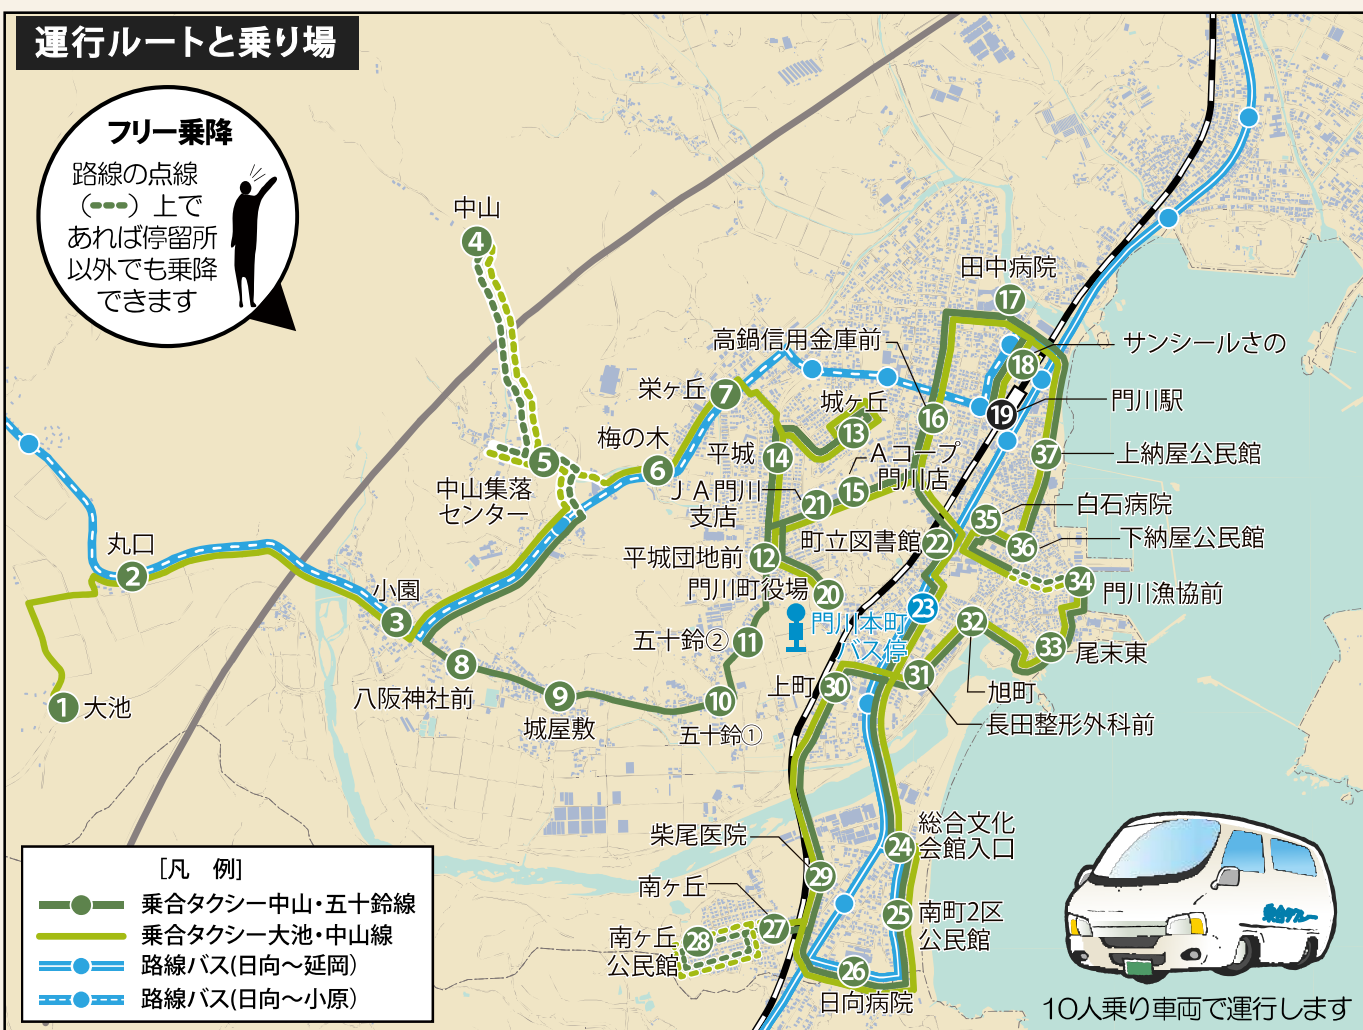 運行ルートと乗り場
フリー乗降
路線の点線
（　　　）上で
あれば停留所
以外でも乗降
できます
中山
4
田中病院
17
高鍋信用金庫前
サンシールさの
18
栄ヶ丘
7
城ヶ丘
13
16
19
門川駅
梅の木
6
平城
14
Ａコープ
門川店
15
37
上納屋公民館
5
中山集落
センター
ＪＡ門川
支店
21
白石病院
35
丸口
2
町立図書館
22
36
下納屋公民館
平城団地前
12
34
門川漁協前
小園
3
門川町役場
20
23
門川本町
バス停
32
五十鈴②
11
33
尾末東
8
八阪神社前
9
城屋敷
10
五十鈴①
上町
30
31
旭町
長田整形外科前
1
大池
柴尾医院
29
24
総合文化
会館入口
南ヶ丘
27
25
南町2区
公民館
南ヶ丘
公民館
28
26
日向病院
［凡　例］
乗合タクシー中山・五十鈴線
乗合タクシー大池・中山線
路線バス(日向～延岡)
路線バス(日向～小原)
乗合タクシー
10人乗り車両で運行します